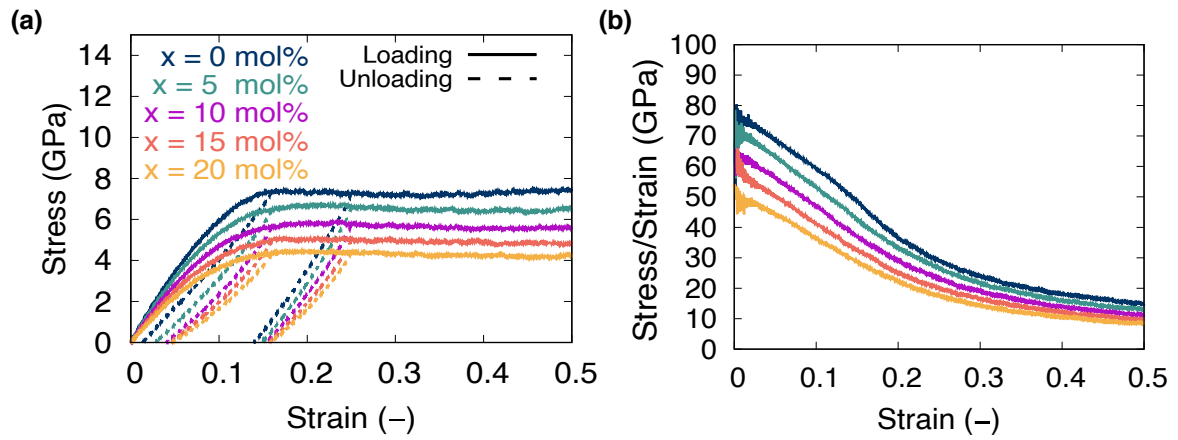 (a)
14
12
10
8
6
4
2
0
Stress (GPa)
x = 0 mol%
x = 5 mol%
x = 10 mol%
x = 15 mol%
x = 20 mol%
Loading
Unloading
0 0.1 0.2 0.3 0.4 0.5
Strain (–)
(b)
100
90
80
70
60
50
40
30
20
10
0
Stress/Strain (GPa)
0 0.1 0.2 0.3 0.4 0.5
Strain (–)